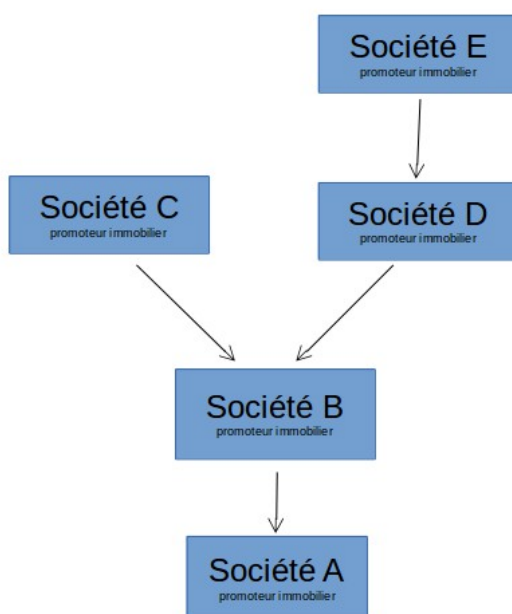 Société E
promoteur immobilier
Société C
promoteur immobilier
Société D
promoteur immobilier
Société B
promoteur immobilier
Société A
promoteur immobilier